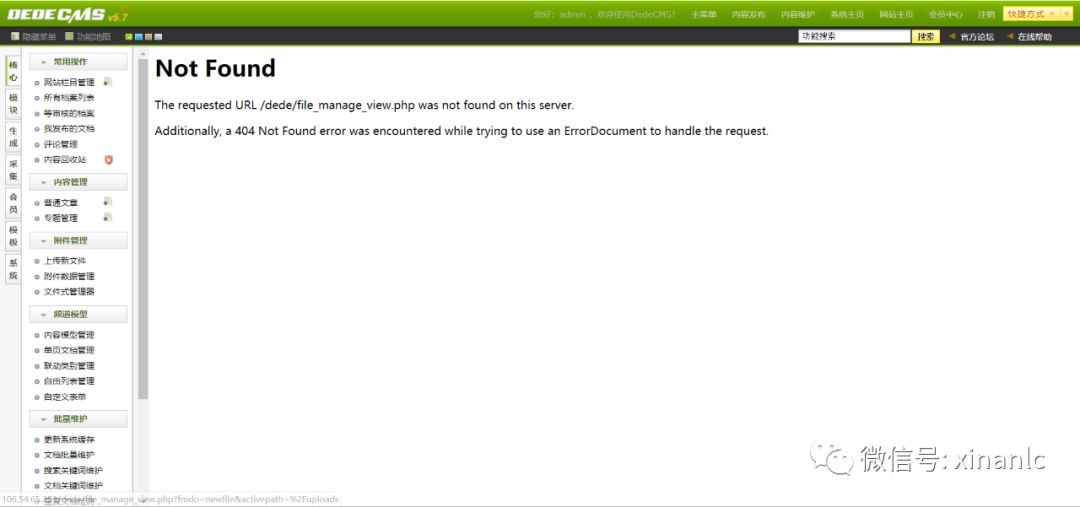 DEDECMS v5.7
您好：admin ，欢迎使用DedeCMS！ 主菜单 内容发布 内容维护 系统主页 网站主页 会员中心 注销 快捷方式 +
隐藏菜单 功能地图 功能搜索 搜索 官方论坛 在线帮助
核心
模块
生成
采集
会员
模板
系统
常用操作
网站栏目管理
所有档案列表
等审核的档案
我发布的文档
评论管理
内容回收站
内容管理
普通文章
专题管理
附件管理
上传新文件
附件数据管理
文件式管理器
频道模型
内容模型管理
单页文档管理
联动类别管理
自由列表管理
自定义表单
批量维护
更新系统缓存
文档批量维护
搜索关键词维护
文档关键词维护
Not Found
The requested URL /dede/file_manage_view.php was not found on this server.
Additionally, a 404 Not Found error was encountered while trying to use an ErrorDocument to handle the request.
微信号: xinanlc